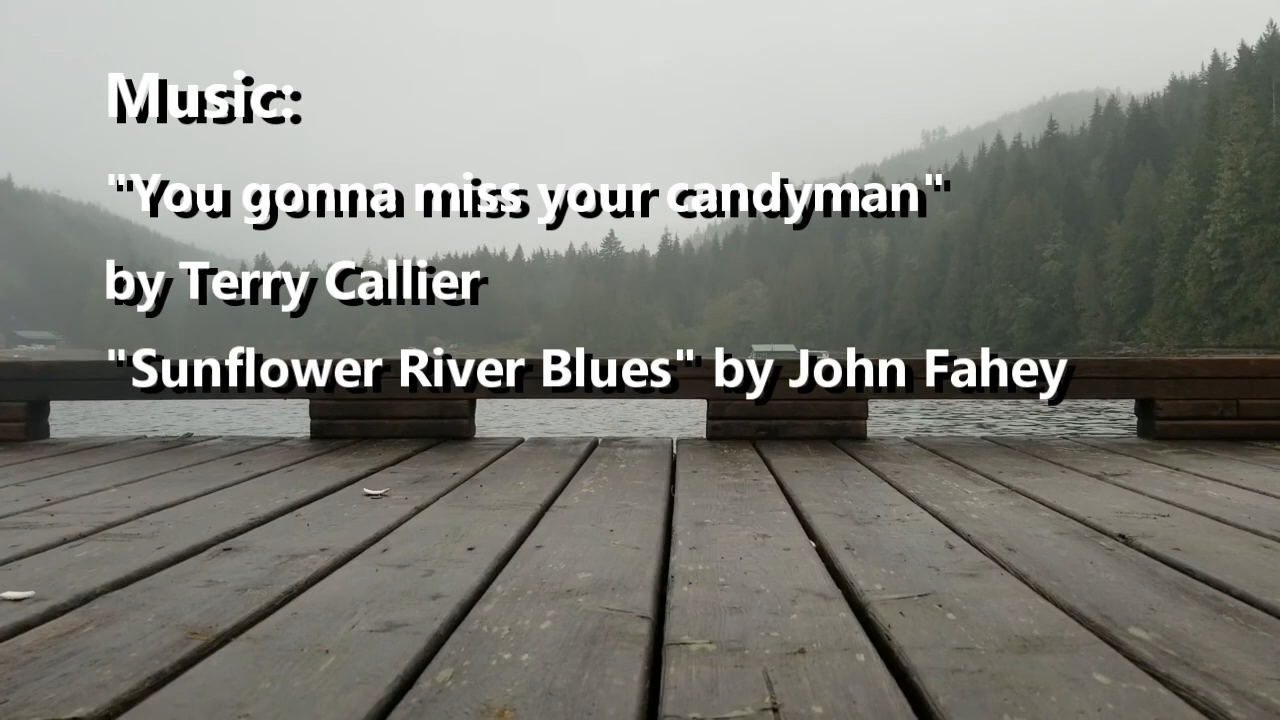 Music:
"You gonna miss your candyman"
by Terry Callier
"Sunflower River Blues" by John Fahey